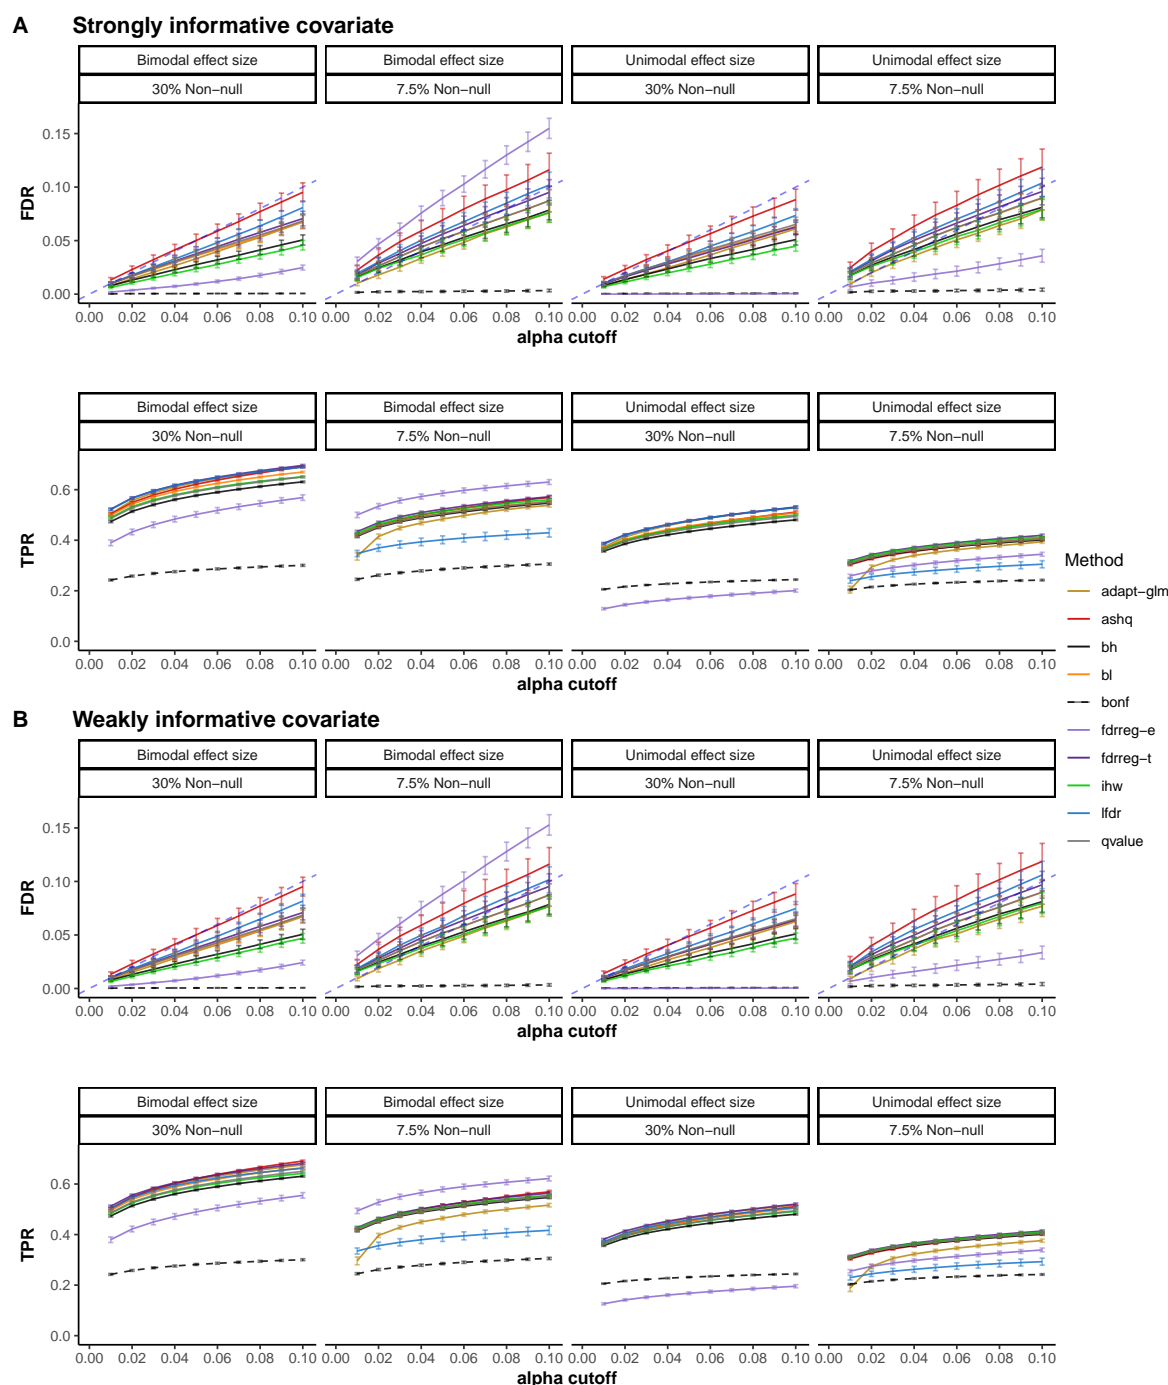 A Strongly informative covariate
Bimodal effect size Bimodal effect size Unimodal effect size Unimodal effect size
30% Non−null 7.5% Non−null 30% Non−null 7.5% Non−null
FDR
0.15
0.10
0.05
0.00
0.00 0.02 0.04 0.06 0.08 0.10 0.00 0.02 0.04 0.06 0.08 0.10 0.00 0.02 0.04 0.06 0.08 0.10 0.00 0.02 0.04 0.06 0.08 0.10
alpha cutoff
Bimodal effect size Bimodal effect size Unimodal effect size Unimodal effect size
30% Non−null 7.5% Non−null 30% Non−null 7.5% Non−null
TPR
0.6
0.4
0.2
0.0
0.00 0.02 0.04 0.06 0.08 0.10 0.00 0.02 0.04 0.06 0.08 0.10 0.00 0.02 0.04 0.06 0.08 0.10 0.00 0.02 0.04 0.06 0.08 0.10
alpha cutoff
Method
adapt−glm
ashq
bh
bl
bonf
fdrreg−e
fdrreg−t
ihw
lfdr
qvalue
B Weakly informative covariate
Bimodal effect size Bimodal effect size Unimodal effect size Unimodal effect size
30% Non−null 7.5% Non−null 30% Non−null 7.5% Non−null
FDR
0.15
0.10
0.05
0.00
0.00 0.02 0.04 0.06 0.08 0.10 0.00 0.02 0.04 0.06 0.08 0.10 0.00 0.02 0.04 0.06 0.08 0.10 0.00 0.02 0.04 0.06 0.08 0.10
alpha cutoff
Bimodal effect size Bimodal effect size Unimodal effect size Unimodal effect size
30% Non−null 7.5% Non−null 30% Non−null 7.5% Non−null
TPR
0.6
0.4
0.2
0.0
0.00 0.02 0.04 0.06 0.08 0.10 0.00 0.02 0.04 0.06 0.08 0.10 0.00 0.02 0.04 0.06 0.08 0.10 0.00 0.02 0.04 0.06 0.08 0.10
alpha cutoff